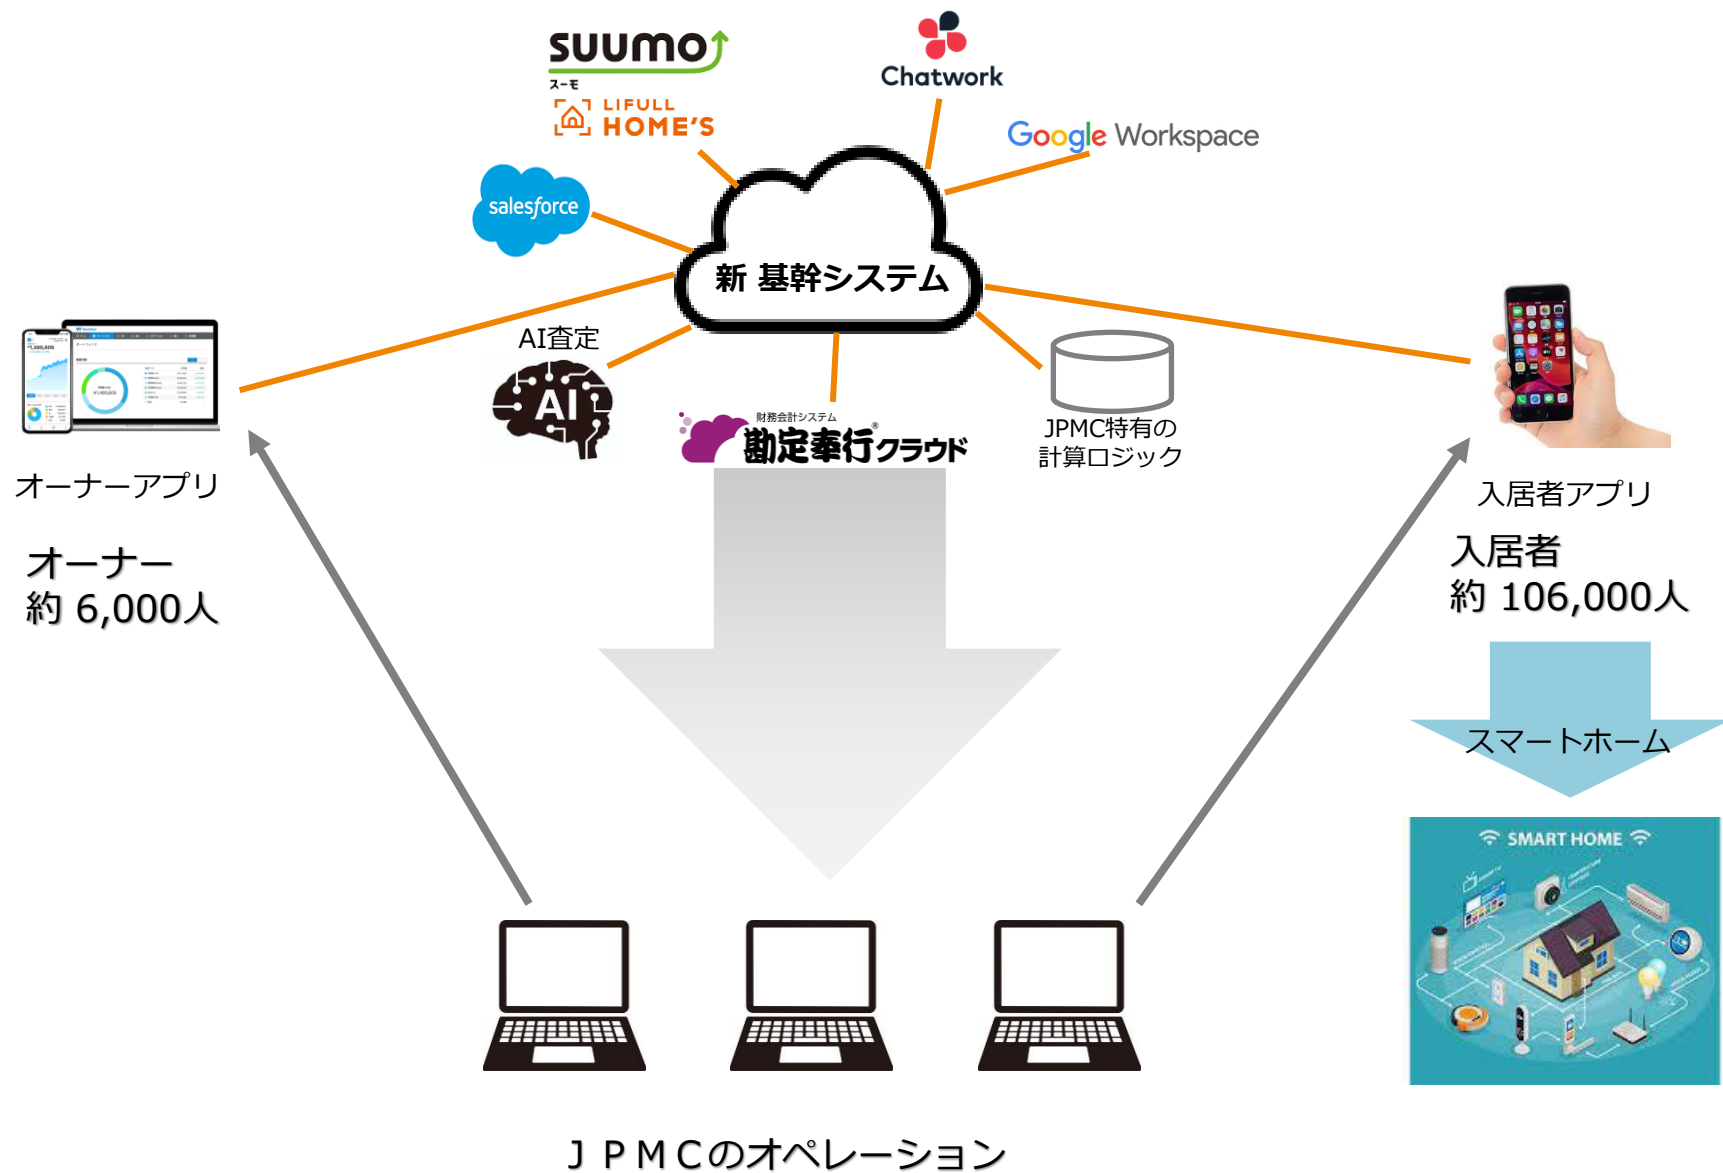 suumo
スーモ
LIFULL
HOME'S
Chatwork
Google Workspace
salesforce
新 基幹システム
AI査定
AI
財務会計システム
勘定奉行クラウド
JPMC特有の
計算ロジック
オーナーアプリ
オーナー
約 6,000人
入居者アプリ
入居者
約 106,000人
スマートホーム
SMART HOME
ＪＰＭＣのオペレーション